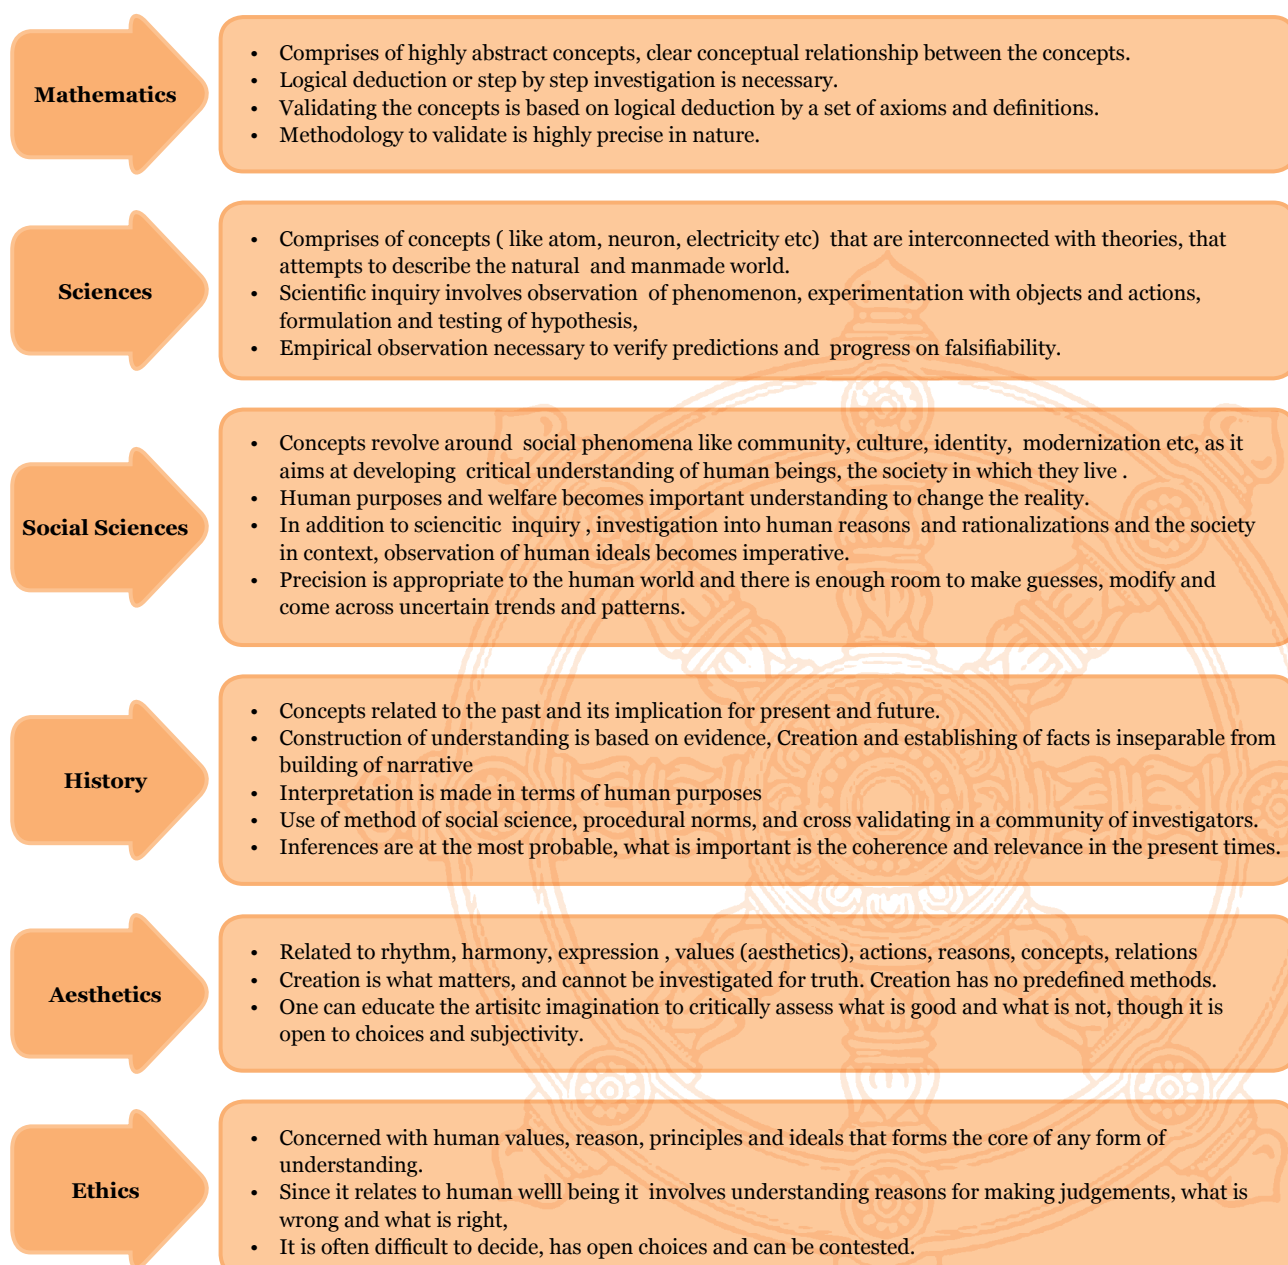 Mathematics
• Comprises of highly abstract concepts, clear conceptual relationship between the concepts.
• Logical deduction or step by step investigation is necessary.
• Validating the concepts is based on logical deduction by a set of axioms and definitions.
• Methodology to validate is highly precise in nature.
Sciences
• Comprises of concepts ( like atom, neuron, electricity etc) that are interconnected with theories, that
attempts to describe the natural and manmade world.
• Scientific inquiry involves observation of phenomenon, experimentation with objects and actions,
formulation and testing of hypothesis,
• Empirical observation necessary to verify predictions and progress on falsifiability.
Social Sciences
• Concepts revolve around social phenomena like community, culture, identity, modernization etc, as it
aims at developing critical understanding of human beings, the society in which they live .
• Human purposes and welfare becomes important understanding to change the reality.
• In addition to sciencitic inquiry , investigation into human reasons and rationalizations and the society
in context, observation of human ideals becomes imperative.
• Precision is appropriate to the human world and there is enough room to make guesses, modify and
come across uncertain trends and patterns.
History
• Concepts related to the past and its implication for present and future.
• Construction of understanding is based on evidence, Creation and establishing of facts is inseparable from
building of narrative
• Interpretation is made in terms of human purposes
• Use of method of social science, procedural norms, and cross validating in a community of investigators.
• Inferences are at the most probable, what is important is the coherence and relevance in the present times.
Aesthetics
• Related to rhythm, harmony, expression , values (aesthetics), actions, reasons, concepts, relations
• Creation is what matters, and cannot be investigated for truth. Creation has no predefined methods.
• One can educate the artisitc imagination to critically assess what is good and what is not, though it is
open to choices and subjectivity.
Ethics
• Concerned with human values, reason, principles and ideals that forms the core of any form of
understanding.
• Since it relates to human welll being it involves understanding reasons for making judgements, what is
wrong and what is right,
• It is often difficult to decide, has open choices and can be contested.